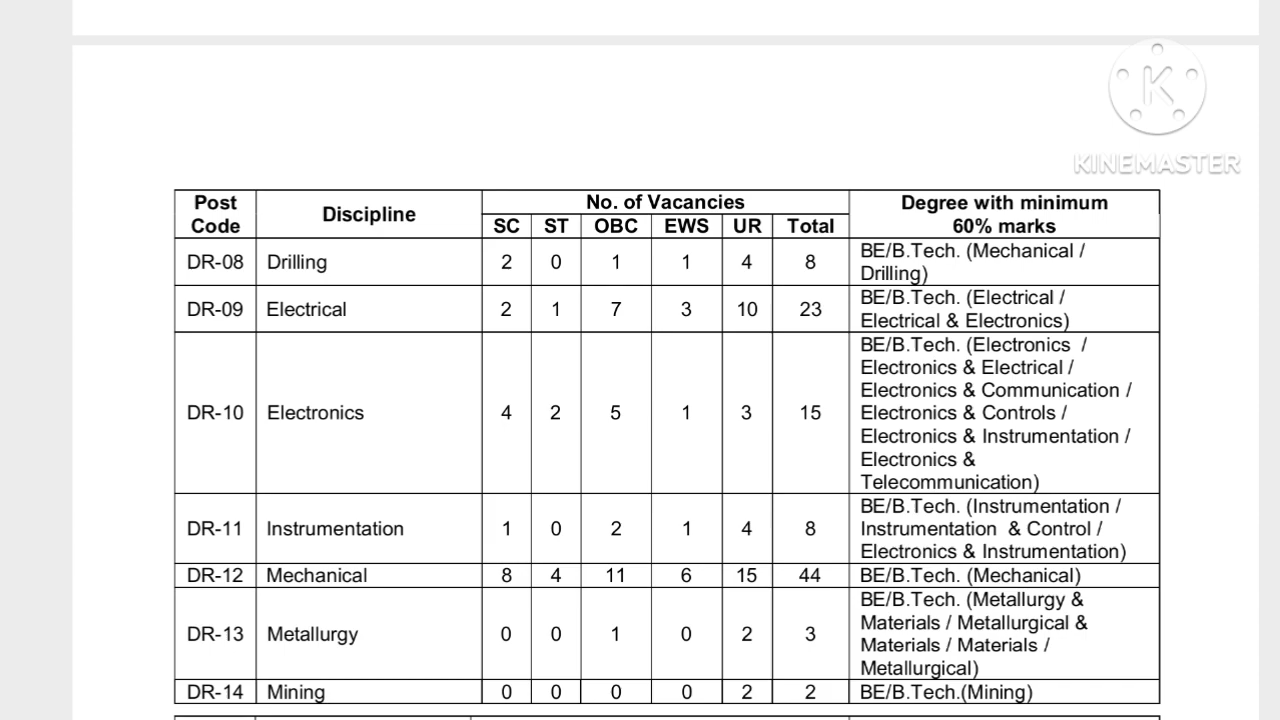 K
KINEMASTER
Post Code Discipline No. of Vacancies Degree with minimum 60% marks
SC ST OBC EWS UR Total
DR-08 Drilling 2 0 1 1 4 8 BE/B.Tech. (Mechanical /
Drilling)
DR-09 Electrical 2 1 7 3 10 23 BE/B.Tech. (Electrical /
Electrical & Electronics)
DR-10 Electronics 4 2 5 1 3 15 BE/B.Tech. (Electronics /
Electronics & Electrical /
Electronics & Communication /
Electronics & Controls /
Electronics & Instrumentation /
Electronics &
Telecommunication)
DR-11 Instrumentation 1 0 2 1 4 8 BE/B.Tech. (Instrumentation /
Instrumentation & Control /
Electronics & Instrumentation)
DR-12 Mechanical 8 4 11 6 15 44 BE/B.Tech. (Mechanical)
DR-13 Metallurgy 0 0 1 0 2 3 BE/B.Tech. (Metallurgy &
Materials / Metallurgical &
Materials / Materials /
Metallurgical)
DR-14 Mining 0 0 0 0 2 2 BE/B.Tech.(Mining)